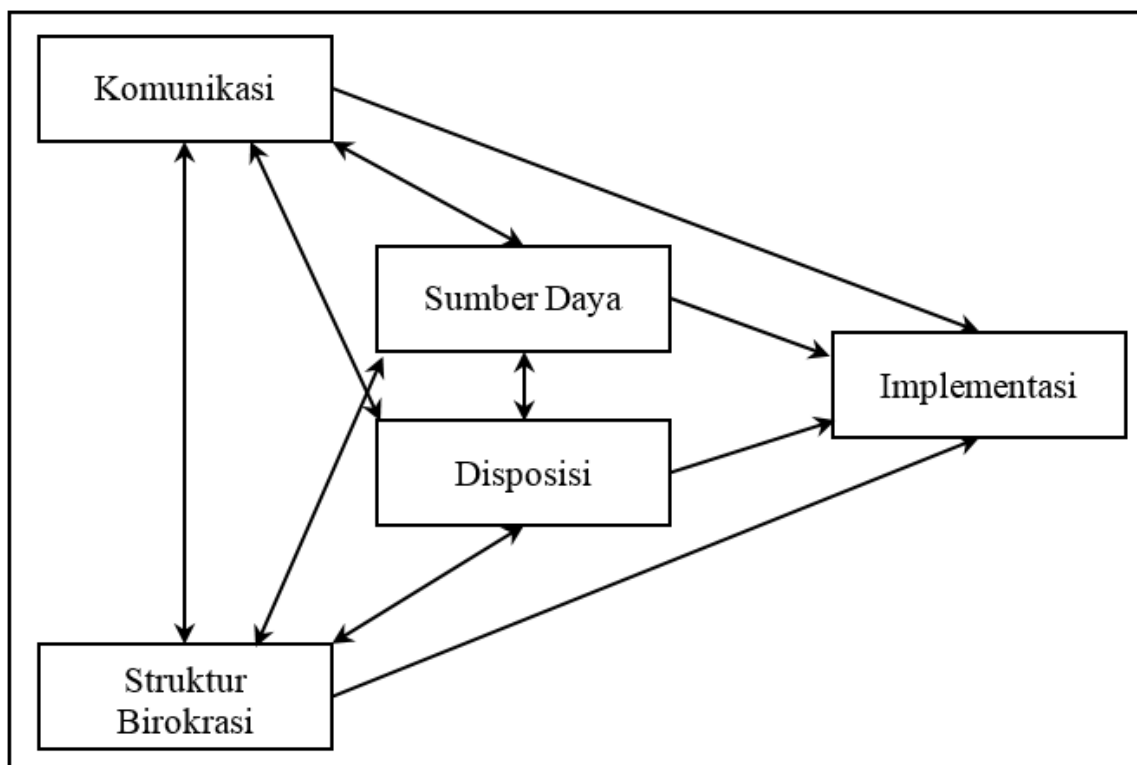 Komunikasi
Sumber Daya
Implementasi
Disposisi
Struktur
Birokrasi